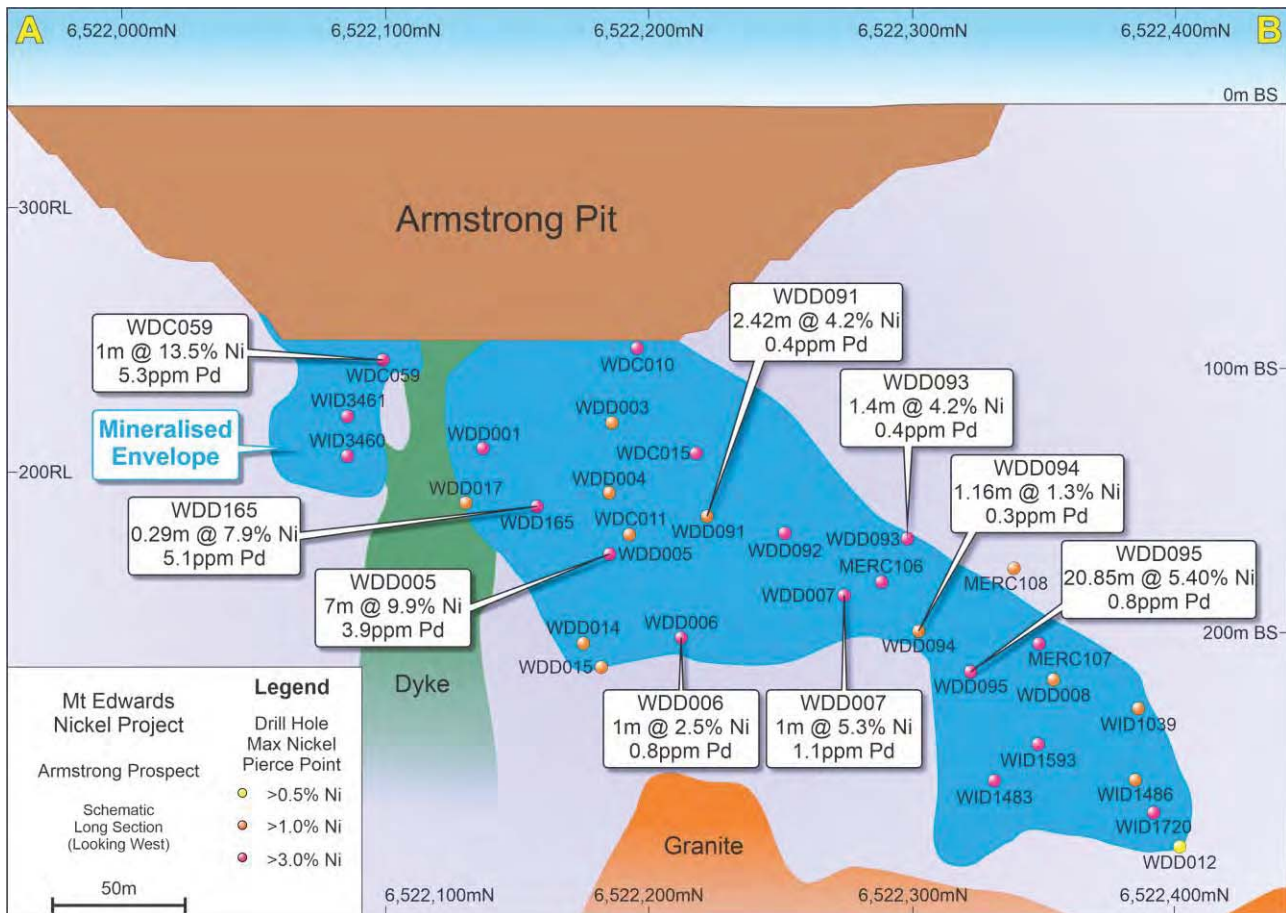 A
B
6,522,000mN
6,522,100mN
6,522,200mN
6,522,300mN
6,522,400mN
0m BS
300RL
Armstrong Pit
WDD091
2.42m @ 4.2% Ni
0.4ppm Pd
WDC059
1m @ 13.5% Ni
5.3ppm Pd
WDC010
WDC059
100m BS
WDD093
1.4m @ 4.2% Ni
0.4ppm Pd
WID3461
WDD003
Mineralised
Envelope
WID3460
WDD001
WDC015
200RL
WDD094
1.16m @ 1.3% Ni
0.3ppm Pd
WDD017
WDD004
WDD165
WDC011
WDD091
WDD165
0.29m @ 7.9% Ni
5.1ppm Pd
WDD092
WDD093
WDD005
WDD095
20.85m @ 5.40% Ni
0.8ppm Pd
MERC106
MERC108
WDD005
7m @ 9.9% Ni
3.9ppm Pd
WDD007
WDD006
WDD014
WDD094
200m BS
WDD015
MERC107
WDD095
WDD008
Dyke
WDD006
1m @ 2.5% Ni
0.8ppm Pd
WDD007
1m @ 5.3% Ni
1.1ppm Pd
WID1039
WID1593
WID1483
WID1486
WID1720
WDD012
Granite
Mt Edwards
Nickel Project
Armstrong Prospect
Schematic
Long Section
(Looking West)
50m
Legend
Drill Hole
Max Nickel
Pierce Point
>0.5% Ni
>1.0% Ni
>3.0% Ni
6,522,100mN
6,522,200mN
6,522,300mN
6,522,400mN